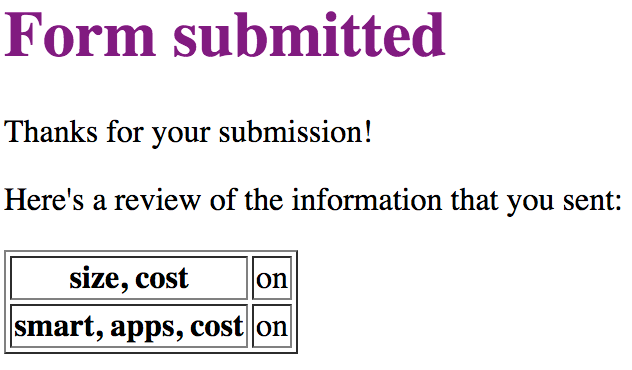 Form submitted
Thanks for your submission!
Here's a review of the information that you sent:
size, cost on
smart, apps, cost on